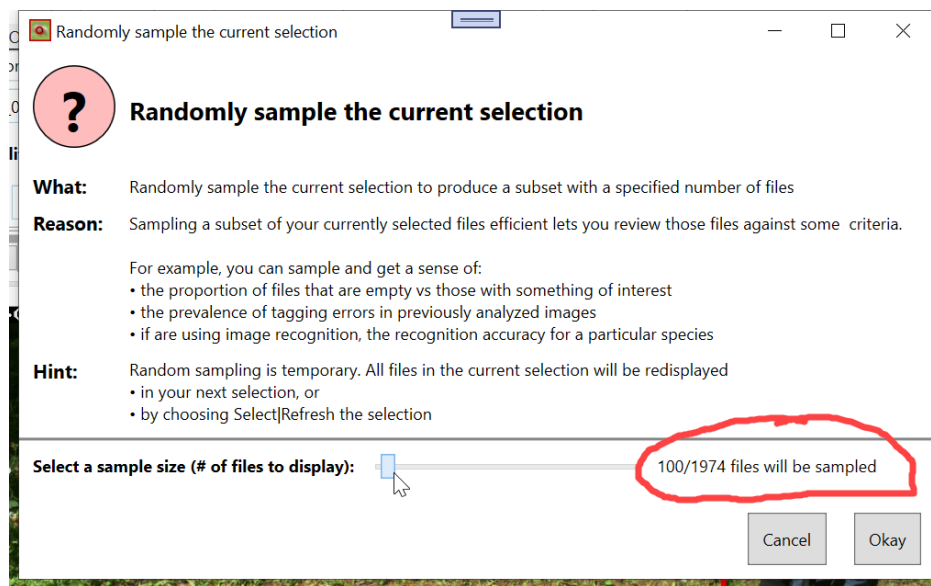 Randomly sample the current selection
?
Randomly sample the current selection
What:
Randomly sample the current selection to produce a subset with a specified number of files
Reason:
Sampling a subset of your currently selected files efficient lets you review those files against some  criteria.
For example, you can sample and get a sense of:
• the proportion of files that are empty vs those with something of interest
• the prevalence of tagging errors in previously analyzed images
• if are using image recognition, the recognition accuracy for a particular species
Hint:
Random sampling is temporary. All files in the current selection will be redisplayed
• in your next selection, or
• by choosing Select|Refresh the selection
Select a sample size (# of files to display):
100/1974 files will be sampled
Cancel
Okay